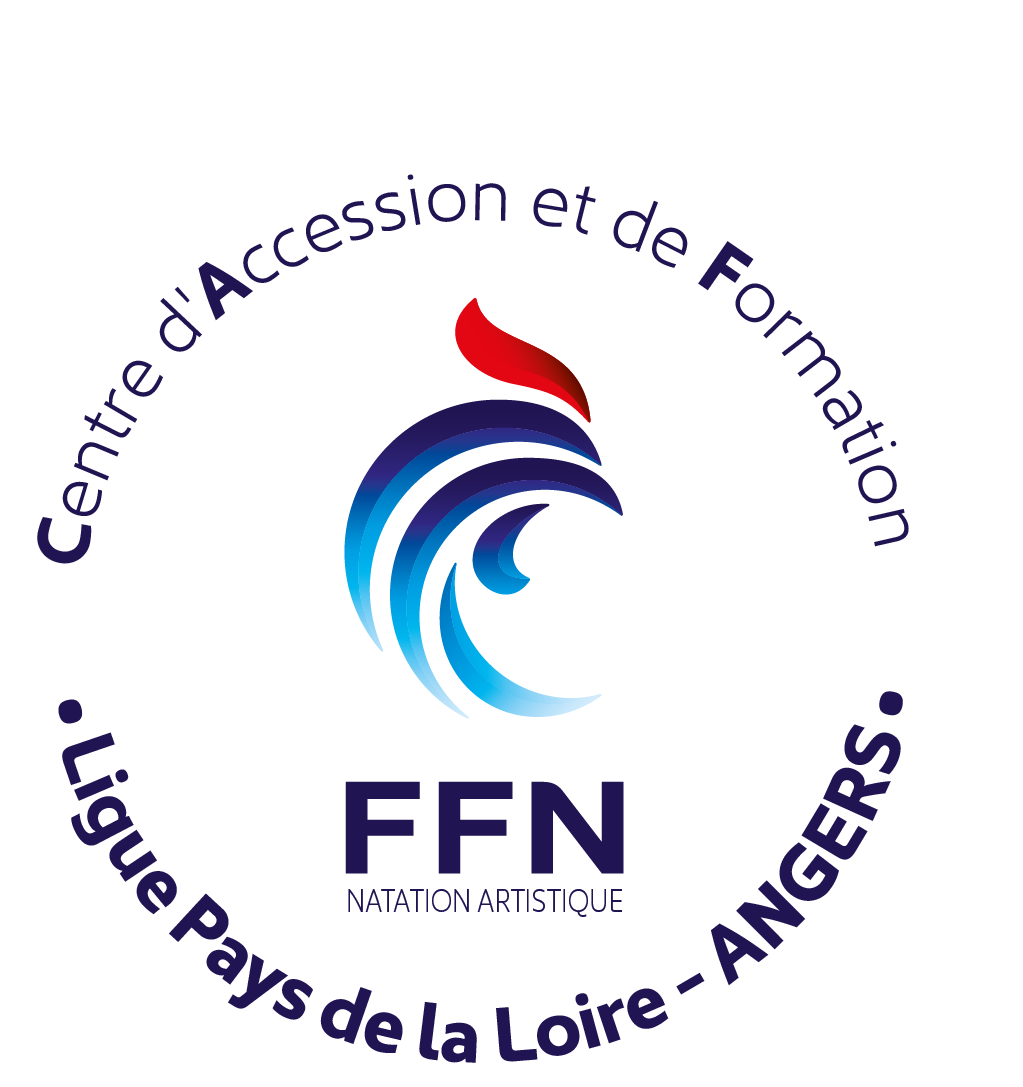 Centre d'Accession et de Formation
FFN
NATATION ARTISTIQUE
• Ligue Pays de la Loire - ANGERS •